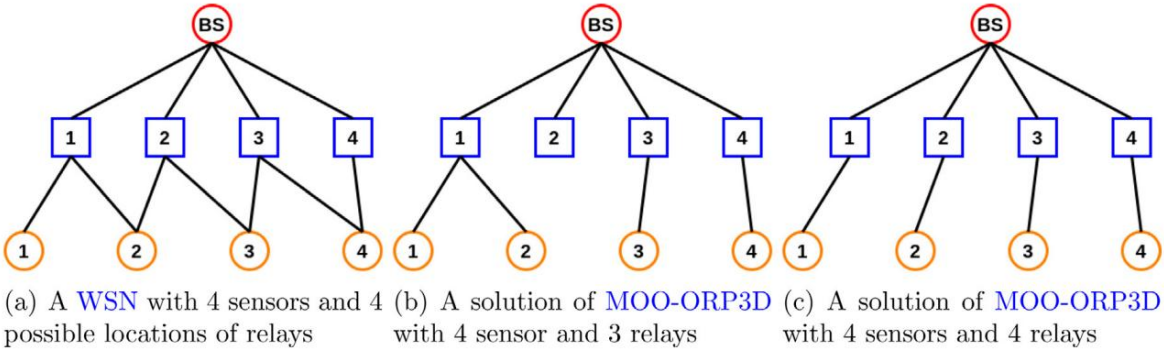 BS
1 2 3 4
1 2 3 4
(a) A WSN with 4 sensors and 4
possible locations of relays
BS
1 2 3 4
1 2 3 4
(b) A solution of MOO-ORP3D
with 4 sensor and 3 relays
BS
1 2 3 4
1 2 3 4
(c) A solution of MOO-ORP3D
with 4 sensors and 4 relays